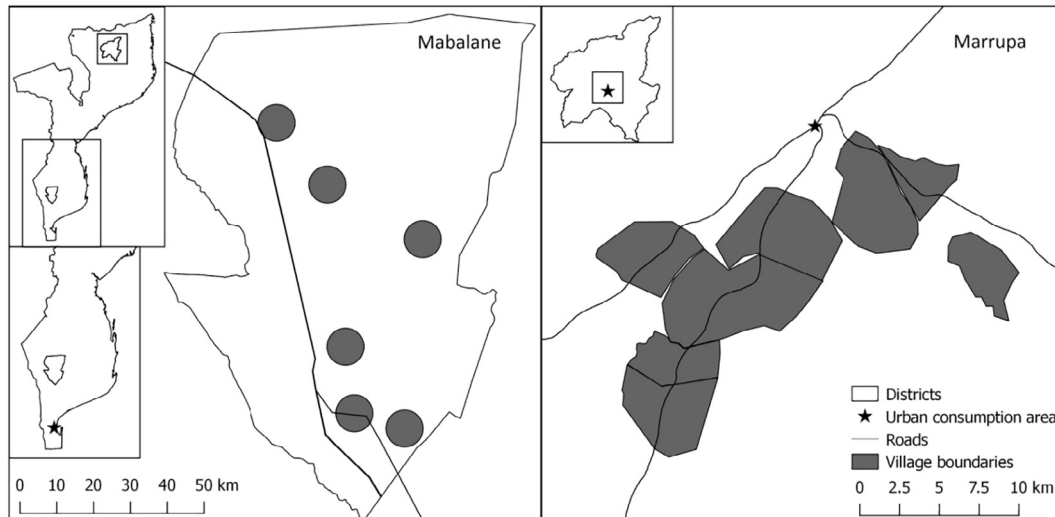 Mabalane
Marrupa
Districts
Urban consumption area
Roads
Village boundaries
0 10 20 30 40 50 km
0 2.5 5 7.5 10 km